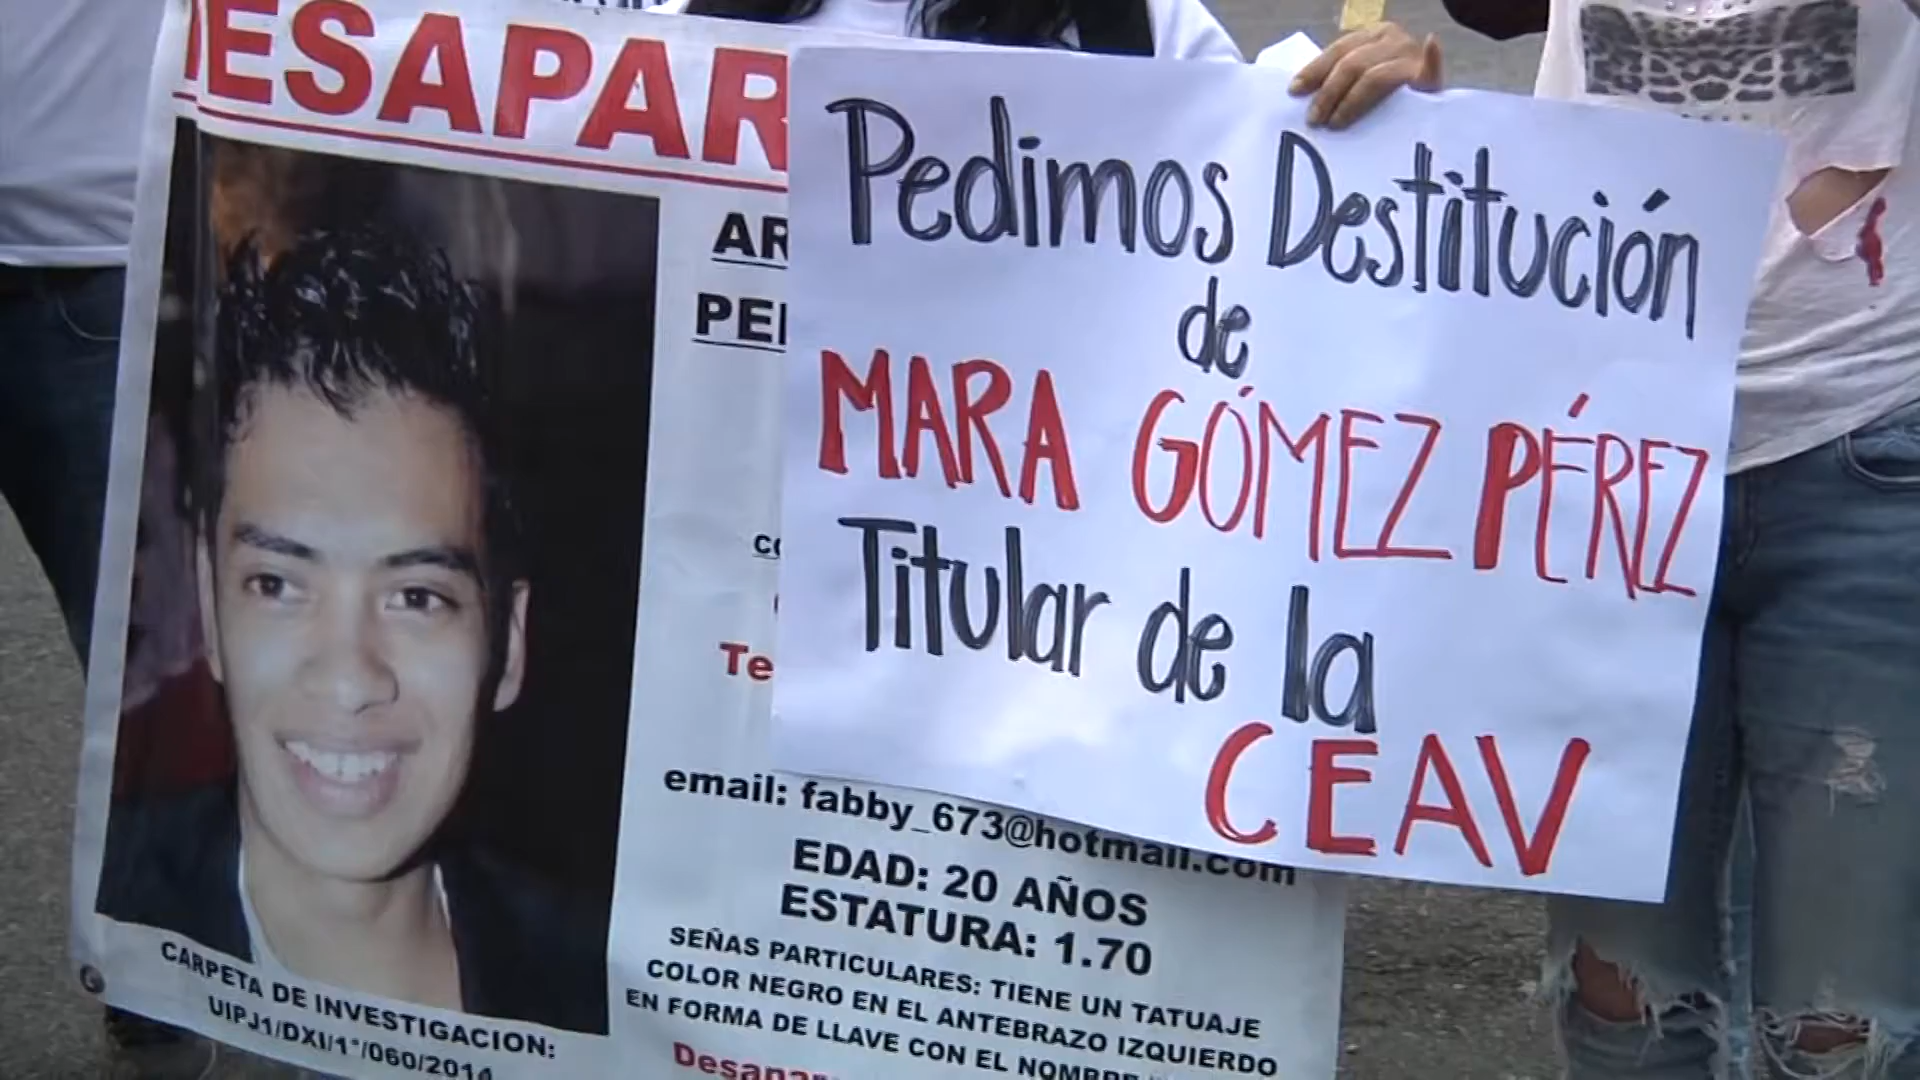 ESAPAR
AR
PE
Te
email: fabby_673@hotmail.com
EDAD: 20 AÑOS
ESTATURA: 1.70
SEÑAS PARTICULARES: TIENE UN TATUAJE
COLOR NEGRO EN EL ANTEBRAZO IZQUIERDO
EN FORMA DE LLAVE CON EL NOMBRE
CARPETA DE INVESTIGACION:
UIPJ1/DXI/1°/060/2014
Pedimos Destitución
de
MARA GÓMEZ PÉREZ
Titular de la
CEAV